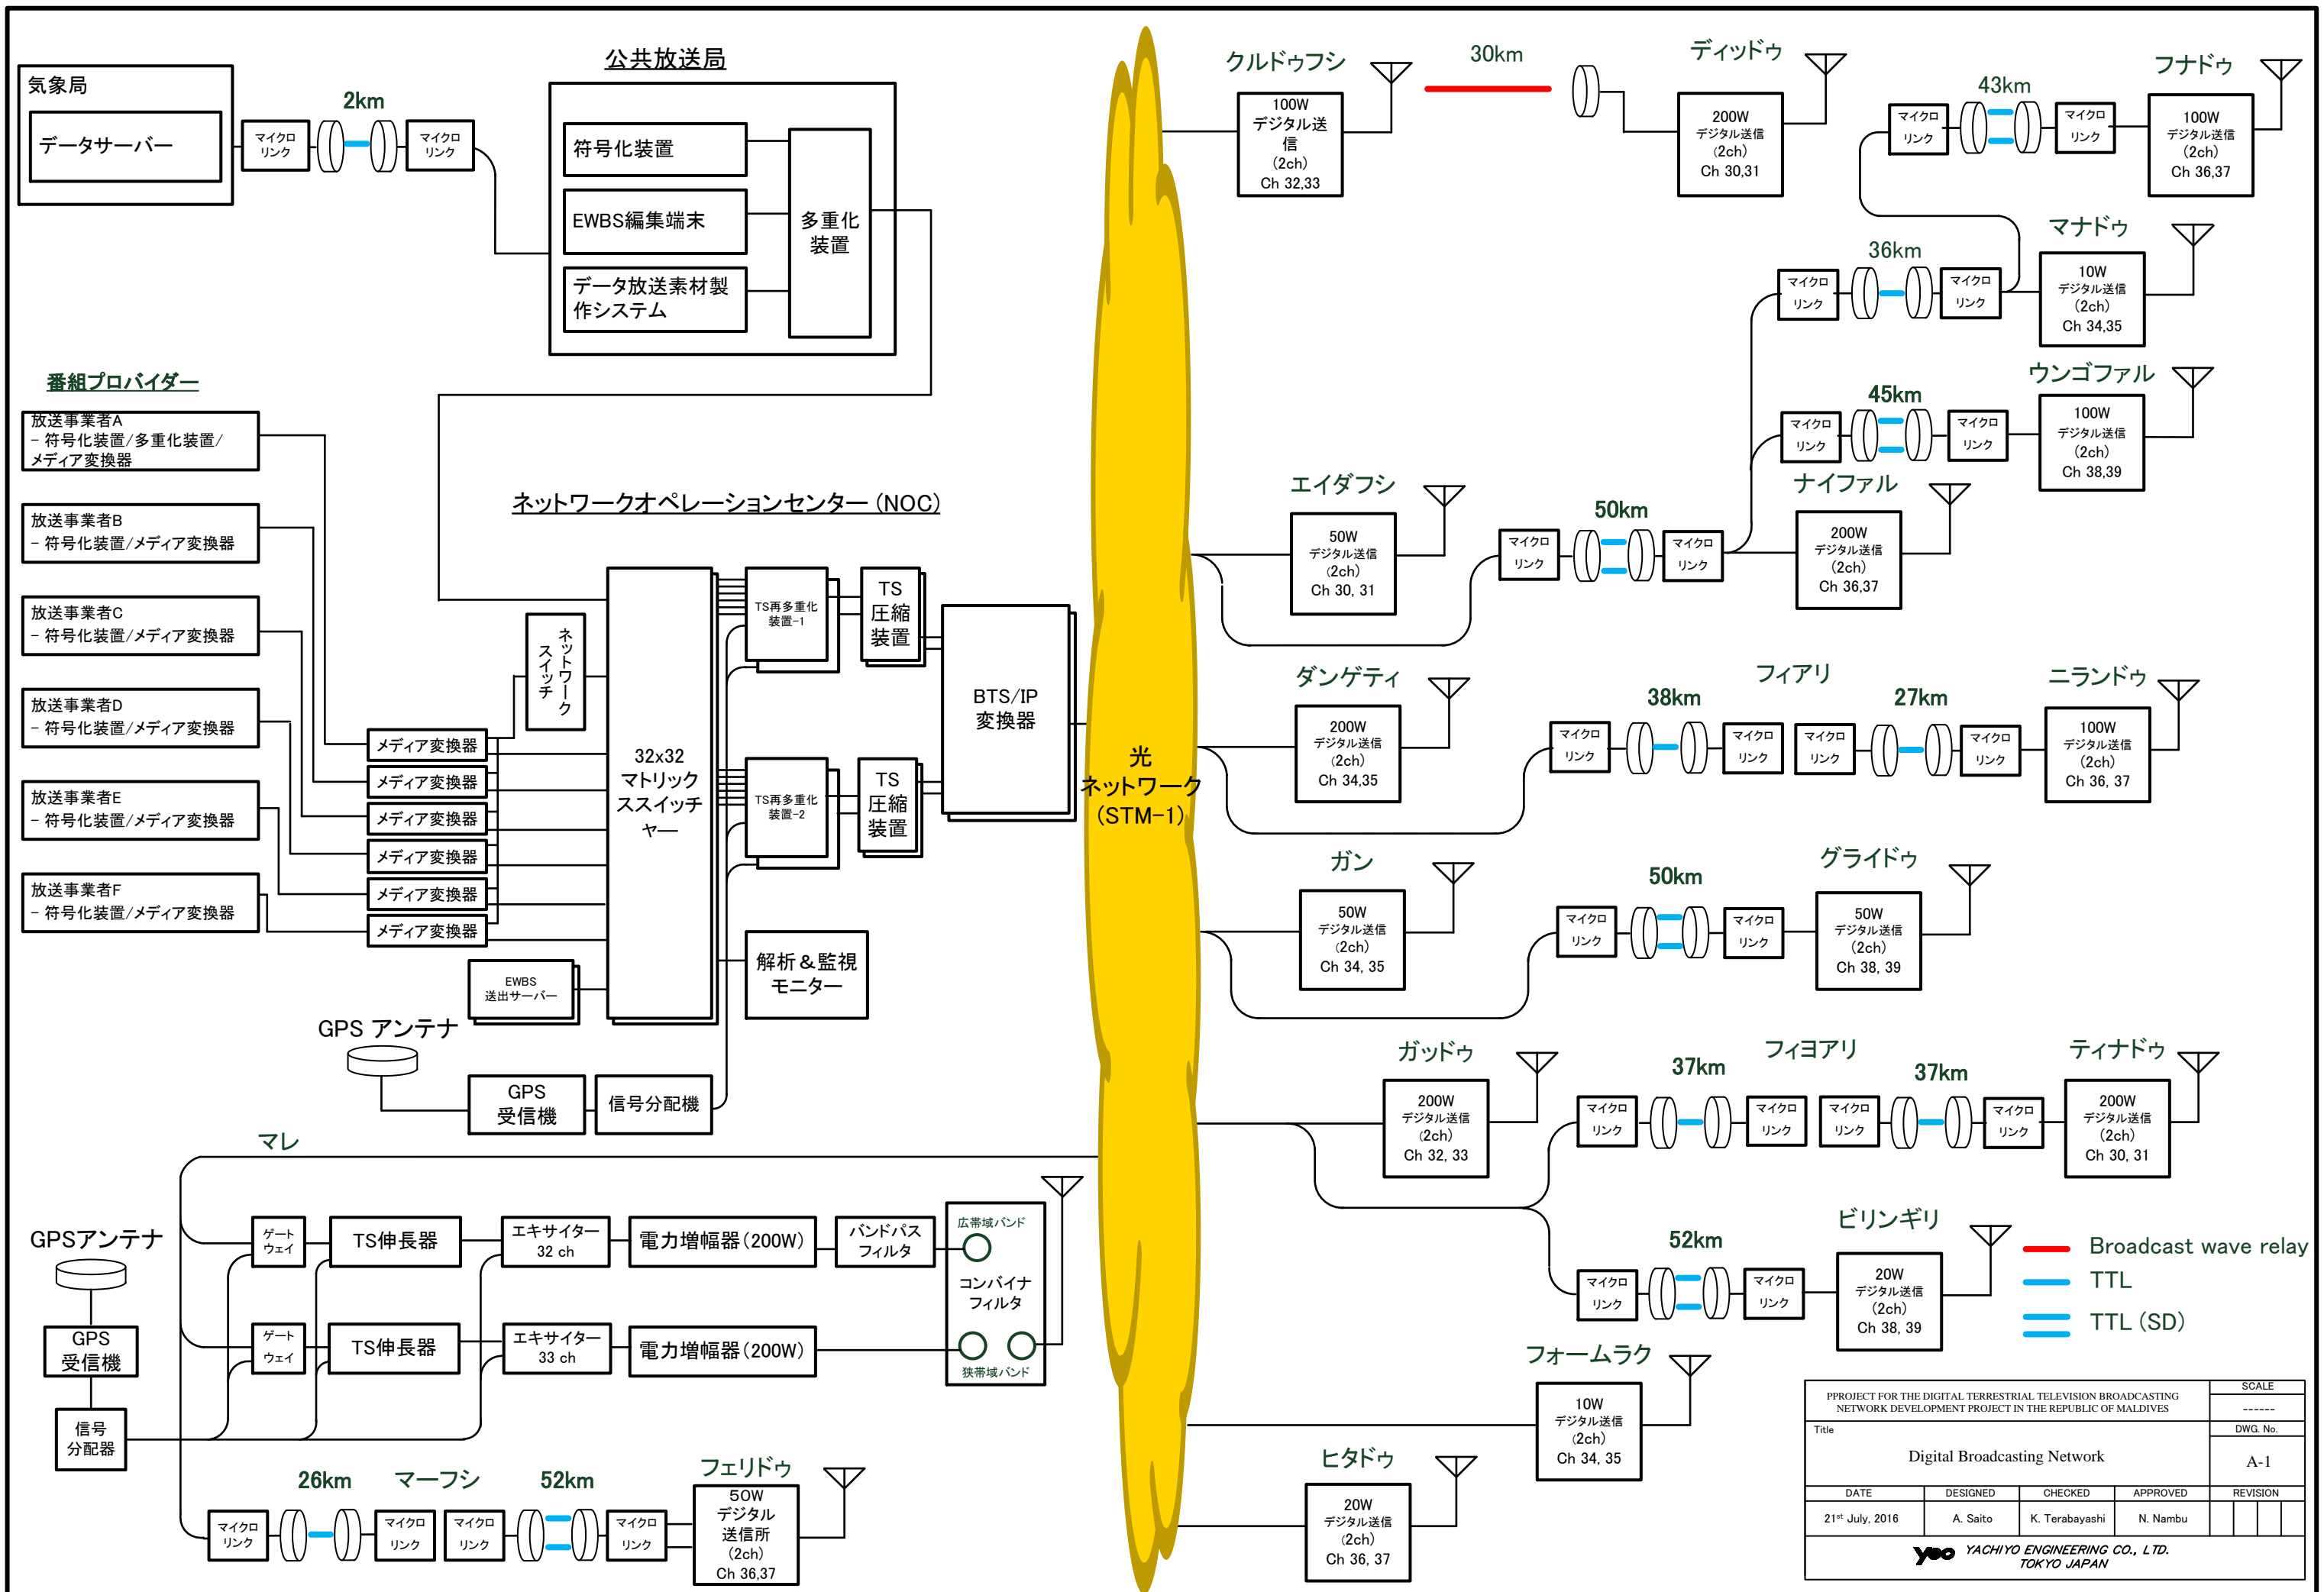 公共放送局
気象局
データサーバー
マイクロ
リンク
2km
マイクロ
リンク
符号化装置
EWBS編集端末
データ放送素材製
作システム
多重化
装置
番組プロバイダー
放送事業者A
- 符号化装置/多重化装置/
メディア変換器
放送事業者B
- 符号化装置/メディア変換器
放送事業者C
- 符号化装置/メディア変換器
放送事業者D
- 符号化装置/メディア変換器
放送事業者E
- 符号化装置/メディア変換器
放送事業者F
- 符号化装置/メディア変換器
メディア変換器
メディア変換器
メディア変換器
メディア変換器
メディア変換器
メディア変換器
ネットワークオペレーションセンター (NOC)
ネットワーク
スイッチ
32x32
マトリック
ススイッチ
ャー
TS再多重化
装置-1
TS
圧縮
装置
TS再多重化
装置-2
TS
圧縮
装置
BTS/IP
変換器
解析&監視
モニター
EWBS
送出サーバー
GPS アンテナ
GPS
受信機
信号分配機
光
ネットワーク
(STM-1)
マレ
GPSアンテナ
GPS
受信機
信号
分配器
ゲート
ウェイ
TS伸長器
エキサイター
32 ch
電力増幅器(200W)
バンドパス
フィルタ
広帯域バンド
コンバイナ
フィルタ
狭帯域バンド
ゲート
ウェイ
TS伸長器
エキサイター
33 ch
電力増幅器(200W)
マイクロ
リンク
26km
マーフシ
マイクロ
リンク
マイクロ
リンク
52km
マイクロ
リンク
フェリドゥ
50W
デジタル
送信所
(2ch)
Ch 36,37
クルドゥフシ
100W
デジタル送
信
(2ch)
Ch 32,33
30km
ディッドゥ
200W
デジタル送信
(2ch)
Ch 30,31
マイクロ
リンク
43km
マイクロ
リンク
フナドゥ
100W
デジタル送信
(2ch)
Ch 36,37
マイクロ
リンク
36km
マイクロ
リンク
マナドゥ
10W
デジタル送信
(2ch)
Ch 34,35
マイクロ
リンク
45km
マイクロ
リンク
ウンゴファル
100W
デジタル送信
(2ch)
Ch 38,39
エイダフシ
50W
デジタル送信
(2ch)
Ch 30, 31
マイクロ
リンク
50km
マイクロ
リンク
ナイファル
200W
デジタル送信
(2ch)
Ch 36,37
ダンゲティ
200W
デジタル送信
(2ch)
Ch 34,35
マイクロ
リンク
38km
マイクロ
リンク
フィアリ
マイクロ
リンク
27km
マイクロ
リンク
ニランドゥ
100W
デジタル送信
(2ch)
Ch 36, 37
ガン
50W
デジタル送信
(2ch)
Ch 34, 35
マイクロ
リンク
50km
マイクロ
リンク
グライドゥ
50W
デジタル送信
(2ch)
Ch 38, 39
ガッドゥ
200W
デジタル送信
(2ch)
Ch 32, 33
マイクロ
リンク
37km
マイクロ
リンク
フィヨアリ
マイクロ
リンク
37km
マイクロ
リンク
ティナドゥ
200W
デジタル送信
(2ch)
Ch 30, 31
マイクロ
リンク
52km
マイクロ
リンク
ビリンギリ
20W
デジタル送信
(2ch)
Ch 38, 39
フォームラク
10W
デジタル送信
(2ch)
Ch 34, 35
ヒタドゥ
20W
デジタル送信
(2ch)
Ch 36, 37
Broadcast wave relay
TTL
TTL (SD)
PPROJECT FOR THE DIGITAL TERRESTRIAL TELEVISION BROADCASTING
NETWORK DEVELOPMENT PROJECT IN THE REPUBLIC OF MALDIVES
SCALE
------
Title
Digital Broadcasting Network
DWG. No.
A-1
DATE
DESIGNED
CHECKED
APPROVED
REVISION
21st July, 2016
A. Saito
K. Terabayashi
N. Nambu
yeo YACHIYO ENGINEERING CO., LTD.
TOKYO JAPAN